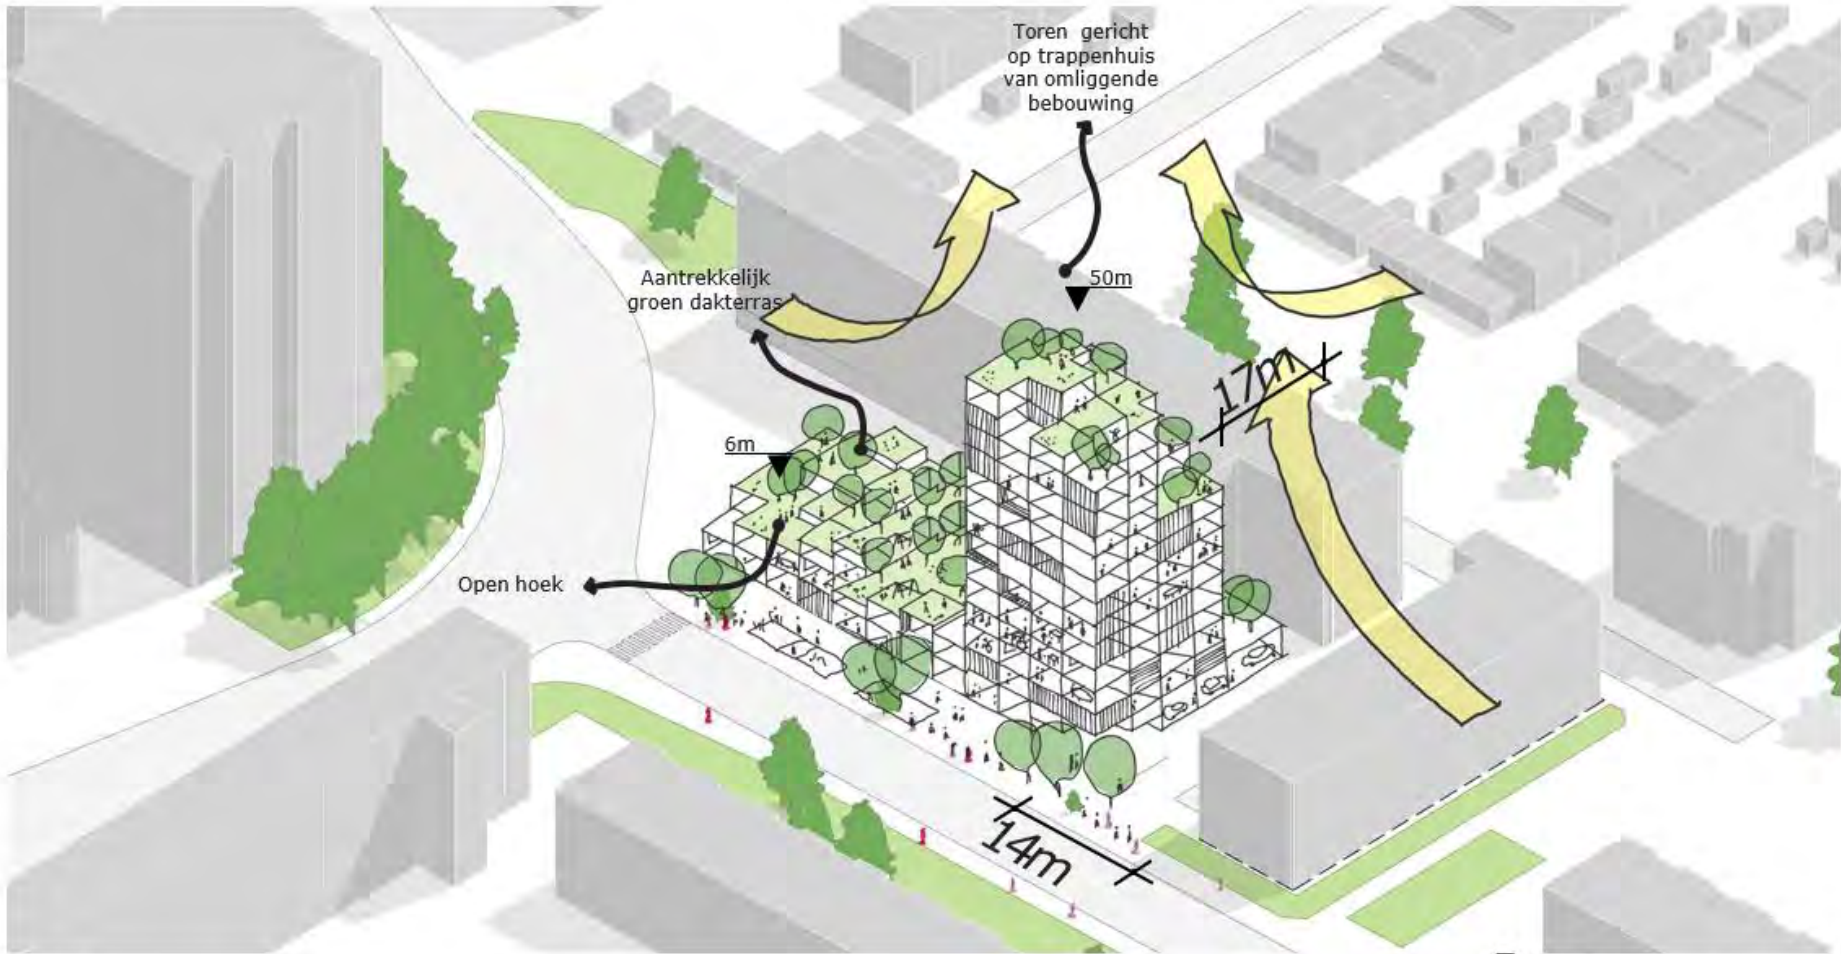 Toren gericht
op trappenhuis
van omliggende
bebouwing
50m
Aantrekkelijk
groen dakterras
17m
6m
Open hoek
14m